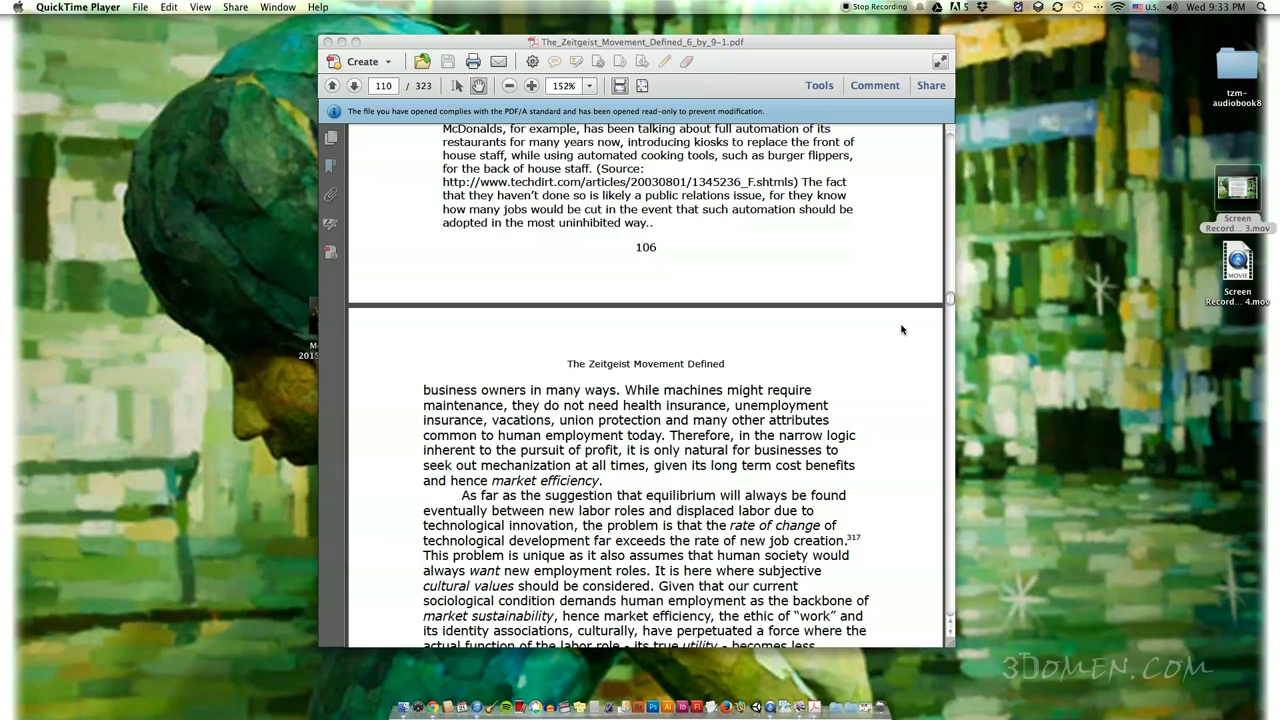 QuickTime Player File Edit View Share Window Help
Stop Recording
5
U.S.
Wed 9:33 PM
The_Zeitgeist_Movement_Defined_6_by_9-1.pdf
Create
110 / 323
152%
Tools Comment Share
The file you have opened complies with the PDF/A standard and has been opened read-only to prevent modification.
McDonalds, for example, has been talking about full automation of its
restaurants for many years now, introducing kiosks to replace the front of
house staff, while using automated cooking tools, such as burger flippers,
for the back of house staff. (Source:
http://www.techdirt.com/articles/20030801/1345236_F.shtmls) The fact
that they haven't done so is likely a public relations issue, for they know
how many jobs would be cut in the event that such automation should be
adopted in the most uninhibited way..
106
The Zeitgeist Movement Defined
business owners in many ways. While machines might require
maintenance, they do not need health insurance, unemployment
insurance, vacations, union protection and many other attributes
common to human employment today. Therefore, in the narrow logic
inherent to the pursuit of profit, it is only natural for businesses to
seek out mechanization at all times, given its long term cost benefits
and hence market efficiency.
As far as the suggestion that equilibrium will always be found
eventually between new labor roles and displaced labor due to
technological innovation, the problem is that the rate of change of
technological development far exceeds the rate of new job creation.317
This problem is unique as it also assumes that human society would
always want new employment roles. It is here where subjective
cultural values should be considered. Given that our current
sociological condition demands human employment as the backbone of
market sustainability, hence market efficiency, the ethic of "work" and
its identity associations, culturally, have perpetuated a force where the
actual function of the labor role - its true utility - becomes less
tzm-
audiobook8
Screen
Record... 3.mov
MOVIE
Screen
Record... 4.mov
3DOMEN.COM